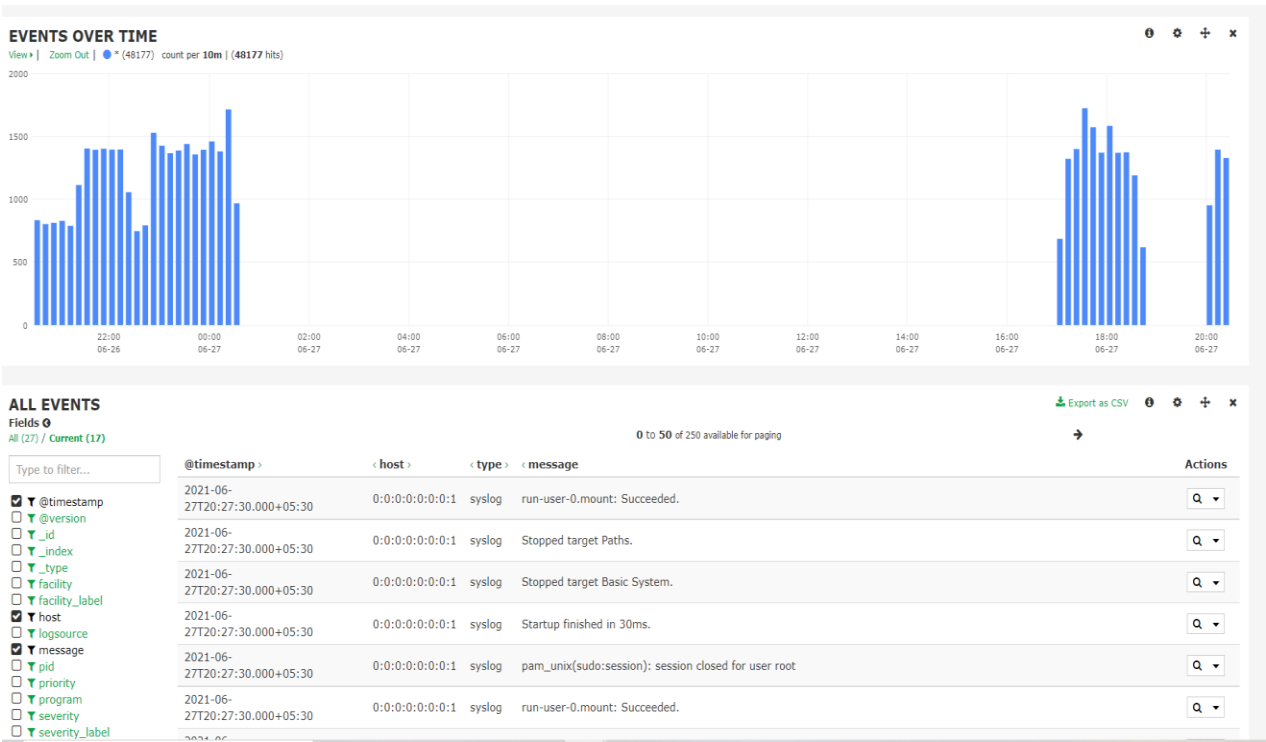 EVENTS OVER TIME
View | Zoom Out | * (48177) count per 10m | (48177 hits)
2000
1500
1000
500
0
22:00 00:00 02:00 04:00 06:00 08:00 10:00 12:00 14:00 16:00 18:00 20:00
06-26 06-27 06-27 06-27 06-27 06-27 06-27 06-27 06-27 06-27 06-27 06-27
ALL EVENTS
Export as CSV
Fields
All (27) / Current (17)
0 to 50 of 250 available for paging
Type to filter...
@timestamp
@version
_id
_index
_type
facility
facility_label
host
logsource
message
pid
priority
program
severity
severity_label
@timestamp › ‹ host › ‹ type › ‹ message Actions
2021-06-
27T20:27:30.000+05:30 0:0:0:0:0:0:0:1 syslog run-user-0.mount: Succeeded.
2021-06-
27T20:27:30.000+05:30 0:0:0:0:0:0:0:1 syslog Stopped target Paths.
2021-06-
27T20:27:30.000+05:30 0:0:0:0:0:0:0:1 syslog Stopped target Basic System.
2021-06-
27T20:27:30.000+05:30 0:0:0:0:0:0:0:1 syslog Startup finished in 30ms.
2021-06-
27T20:27:30.000+05:30 0:0:0:0:0:0:0:1 syslog pam_unix(sudo:session): session closed for user root
2021-06-
27T20:27:30.000+05:30 0:0:0:0:0:0:0:1 syslog run-user-0.mount: Succeeded.